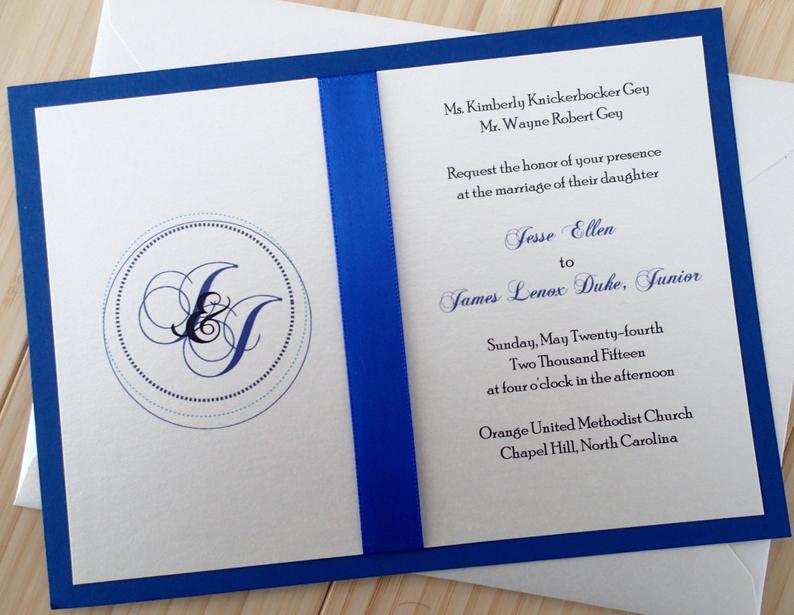 J&J
Ms. Kimberly Knickerbocker Gey
Mr. Wayne Robert Gey
Request the honor of your presence
at the marriage of their daughter
Jesse Ellen
to
James Lenox Duke, Junior
Sunday, May Twenty-fourth
Two Thousand Fifteen
at four o'clock in the afternoon
Orange United Methodist Church
Chapel Hill, North Carolina